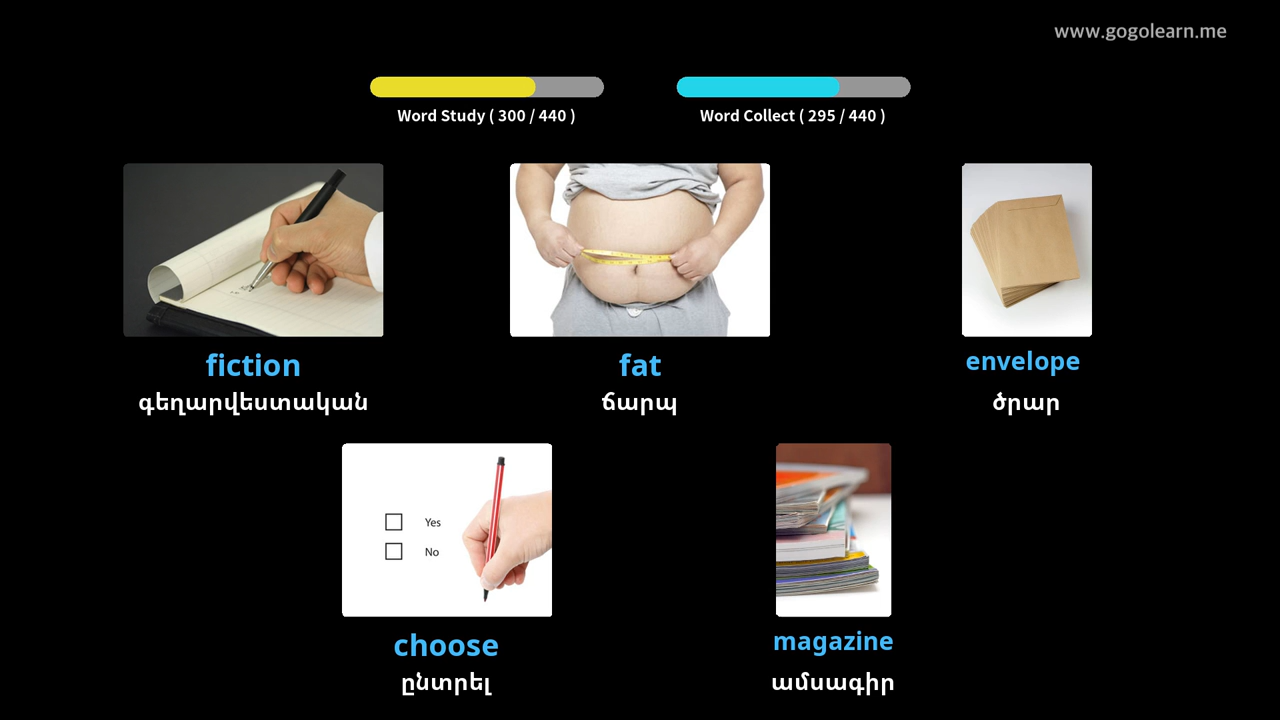 www.gogolearn.me
Word Study ( 300 / 440 )
Word Collect ( 295 / 440 )
fiction
գեղարվեստական
fat
ճարպ
envelope
ծրար
Yes
No
choose
ընտրել
magazine
ամսագիր